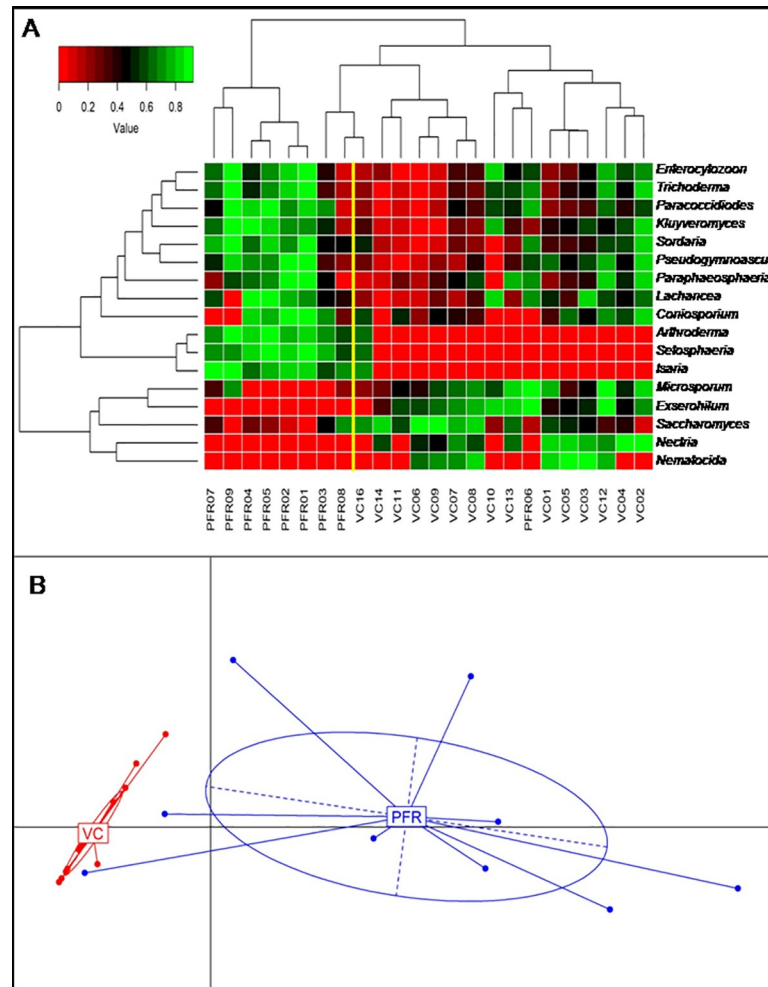 A
0 0.2 0.4 0.6 0.8
Value
Enterocytozoon
Trichoderma
Paracoccidiodes
Kluyveromyces
Sordaria
Pseudogymnoascu
Paraphaeosphaeria
Lachancea
Coniosporium
Arthroderma
Setosphaeria
Isaria
Microsporum
Exserohilum
Saccharomyces
Nectria
Nematocida
PFR07 PFR09 PFR04 PFR05 PFR02 PFR01 PFR03 PFR08 VC16 VC14 VC11 VC06 VC09 VC07 VC08 VC10 VC13 PFR06 VC01 VC05 VC03 VC12 VC04 VC02
B
PFR
VC